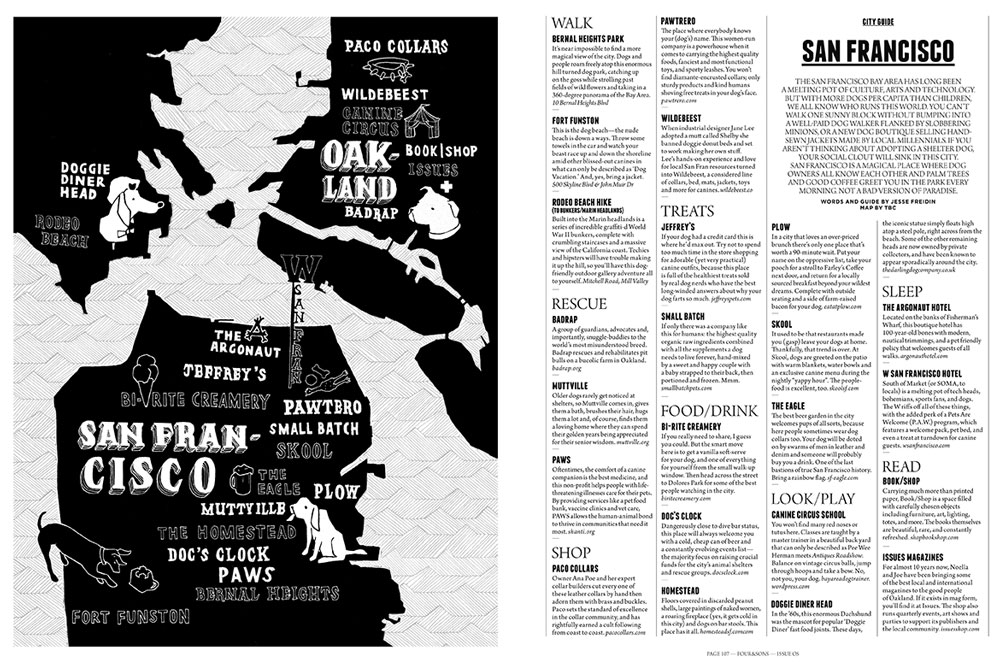 PACO COLLARS
WILDEBEEST
CANINE
CIRCUS
OAK-
LAND
BOOK|SHOP
ISSUES
BADRAP
DOGGIE
DINER
HEAD
RODEO
BEACH
W
SAN FRAN
THE
ARGONAUT
JEFFREY'S
BI-RITE CREAMERY
PAWTRERO
SMALL BATCH
SKOOL
SAN FRAN-
CISCO
THE
EAGLE
PLOW
MUTTVILLE
THE HOMESTEAD
DOC'S CLOCK
PAWS
BERNAL HEIGHTS
FORT FUNSTON
WALK
BERNAL HEIGHTS PARK
It's near impossible to find a more
magical view of the city. Dogs and
people roam freely atop this enormous
hill turned dog park, catching up
on the goss while strolling past
fields of wild flowers and taking in a
360-degree panorama of the Bay Area.
10 Bernal Heights Blvd
FORT FUNSTON
This is the dog beach—the nude
beach is down a ways. Throw some
towels in the car and watch your
beast race up and down the shoreline
amid other blissed-out canines in
what can only be described as 'Dog
Vacation.' And, yes, bring a jacket.
500 Skyline Blvd & John Muir Dr
RODEO BEACH HIKE
(TO BUNKERS/MARIN HEADLANDS)
Built into the Marin headlands is a
series of incredible graffiti'd World
War II bunkers, complete with
crumbling staircases and a massive
view of the California coast. Techies
and hipsters will have trouble making
it up the hill, so you'll have this dog-
friendly outdoor gallery adventure all
to yourself. Mitchell Road, Mill Valley
RESCUE
BADRAP
A group of guardians, advocates and,
importantly, snuggle-buddies to the
world's most misunderstood breed.
Badrap rescues and rehabilitates pit
bulls on a bucolic farm in Oakland.
badrap.org
MUTTVILLE
Older dogs rarely get noticed at
shelters, so Muttville comes in, gives
them a bath, brushes their hair, hugs
them a lot and, of course, finds them
a loving home where they can spend
their golden years being appreciated
for their senior wisdom. muttville.org
PAWS
Oftentimes, the comfort of a canine
companion is the best medicine, and
this non-profit helps people with life-
threatening illnesses care for their pets.
By providing services like a pet food
bank, vaccine clinics and vet care,
PAWS allows the human-animal bond
to thrive in communities that need it
most. shanti.org
SHOP
PACO COLLARS
Owner Ana Poe and her expert
collar builders cut every one of
these leather collars by hand then
adorn them with brass and buckles.
Paco sets the standard of excellence
in the collar community, and has
rightfully earned a cult following
from coast to coast. pacocollars.com
PAWTRERO
The place where everybody knows
your (dog's) name. This women-run
company is a powerhouse when it
comes to carrying the highest quality
foods, fanciest and most functional
toys, and sporty leashes. You won't
find diamante-encrusted collars; only
sturdy products and kind humans
shoving free treats in your dog's face.
pawtrero.com
WILDEBEEST
When industrial designer June Lee
adopted a mutt called Shelby she
banned doggie donut beds and set
to work making her own stuff.
Lee's hands-on experience and love
for local San Fran resources turned
into Wildebeest, a considered line
of collars, bed, mats, jackets, toys
and more for canines. wildebeest.co
TREATS
JEFFREY'S
If your dog had a credit card this is
where he'd max out. Try not to spend
too much time in the store shopping
for adorable (yet very practical)
canine outfits, because this place
is full of the healthiest treats sold
by real dog nerds who have the best
long-winded answers about why your
dog farts so much. jeffreyspets.com
SMALL BATCH
If only there was a company like
this for humans: the highest quality
organic raw ingredients combined
with all the supplements a dog
needs to live forever, hand-mixed
by a sweet and happy couple with
a baby strapped to their back, then
portioned and frozen. Mmm.
smallbatchpets.com
FOOD/DRINK
BI-RITE CREAMERY
If you really need to share, I guess
you could. But the smart move
here is to get a vanilla soft-serve
for your dog, and one of everything
for yourself from the small walk-up
window. Then head across the street
to Dolores Park for some of the best
people watching in the city.
biritecreamery.com
DOC'S CLOCK
Dangerously close to dive bar status,
this place will always welcome you
with a cold, cheap can of beer and
a constantly evolving events list—
the majority focus on raising crucial
funds for the city's animal shelters
and rescue groups. docsclock.com
HOMESTEAD
Floors covered in discarded peanut
shells, large paintings of naked women,
a roaring fireplace (yes, it gets cold in
this city) and dogs on bar stools. This
place has it all. homesteadsf.com
CITY GUIDE
SAN FRANCISCO
THE SAN FRANCISCO BAY AREA HAS LONG BEEN
A MELTING POT OF CULTURE, ARTS AND TECHNOLOGY.
BUT WITH MORE DOGS PER CAPITA THAN CHILDREN,
WE ALL KNOW WHO RUNS THIS WORLD. YOU CAN'T
WALK ONE SUNNY BLOCK WITHOUT BUMPING INTO
A WELL-PAID DOG WALKER FLANKED BY SLOBBERING
MINIONS, OR A NEW DOG BOUTIQUE SELLING HAND-
SEWN JACKETS MADE BY LOCAL MILLENNIALS. IF YOU
AREN'T THINKING ABOUT ADOPTING A SHELTER DOG,
YOUR SOCIAL CLOUT WILL SINK IN THIS CITY.
SAN FRANCISCO IS A MAGICAL PLACE WHERE DOG
OWNERS ALL KNOW EACH OTHER AND PALM TREES
AND GOOD COFFEE GREET YOU IN THE PARK EVERY
MORNING. NOT A BAD VERSION OF PARADISE.
WORDS AND GUIDE BY JESSE FREIDIN
MAP BY TBC
PLOW
In a city that loves an over-priced
brunch there's only one place that's
worth a 90-minute wait. Put your
name on the oppressive list, take your
pooch for a stroll to Farley's Coffee
next door, and return for a locally
sourced breakfast beyond your wildest
dreams. Complete with outside
seating and a side of farm-raised
bacon for your dog. eatatplow.com
SKOOL
It used to be that restaurants made
you (gasp) leave your dogs at home.
Thankfully, that trend is over. At
Skool, dogs are greeted on the patio
with warm blankets, water bowls and
an exclusive canine menu during the
nightly "yappy hour". The people-
food is excellent, too. skoolsf.com
THE EAGLE
The best beer garden in the city
welcomes pups of all sorts, because
here people sometimes wear dog
collars too. Your dog will be doted
on by swarms of men in leather and
denim and someone will probably
buy you a drink. One of the last
bastions of true San Francisco history.
Bring a rainbow flag. sf-eagle.com
LOOK/PLAY
CANINE CIRCUS SCHOOL
You won't find many red noses or
tutus here. Classes are taught by a
master trainer in a beautiful backyard
that can only be described as Pee Wee
Herman meets Antiques Roadshow.
Balance on vintage circus balls, jump
through hoops and take a bow. No,
not you, your dog. bayareadogtrainer.
wordpress.com
DOGGIE DINER HEAD
In the '60s, this enormous Dachshund
was the mascot for popular 'Doggie
Diner' fast food joints. These days,
the iconic statue simply floats high
atop a steel pole, right across from the
beach. Some of the other remaining
heads are now owned by private
collectors, and have been known to
appear sporadically around the city.
thedarlingdogcompany.co.uk
SLEEP
THE ARGONAUT HOTEL
Located on the banks of Fisherman's
Wharf, this boutique hotel has
100-year-old bones with modern,
nautical trimmings, and a pet friendly
policy that welcomes guests of all
walks. argonauthotel.com
W SAN FRANCISCO HOTEL
South of Market (or SOMA, to
locals) is a melting pot of tech heads,
bohemians, sports fans, and dogs.
The W riffs off all of these things,
with the added perk of a Pets Are
Welcome (P.A.W.) program, which
features a welcome pack, pet bed, and
even a treat at turndown for canine
guests. wsanfrancisco.com
READ
BOOK/SHOP
Carrying much more than printed
paper, Book/Shop is a space filled
with carefully chosen objects
including furniture, art, lighting,
totes, and more. The books themselves
are beautiful, rare, and constantly
refreshed. shopbookshop.com
ISSUES MAGAZINES
For almost 10 years now, Noella
and Joe have been bringing some
of the best local and international
magazines to the good people
of Oakland. If it exists in mag form,
you'll find it at Issues. The shop also
runs quarterly events, art shows and
parties to support its publishers and
the local community. issuesshop.com
PAGE 107 — FOUR&SONS — ISSUE 05